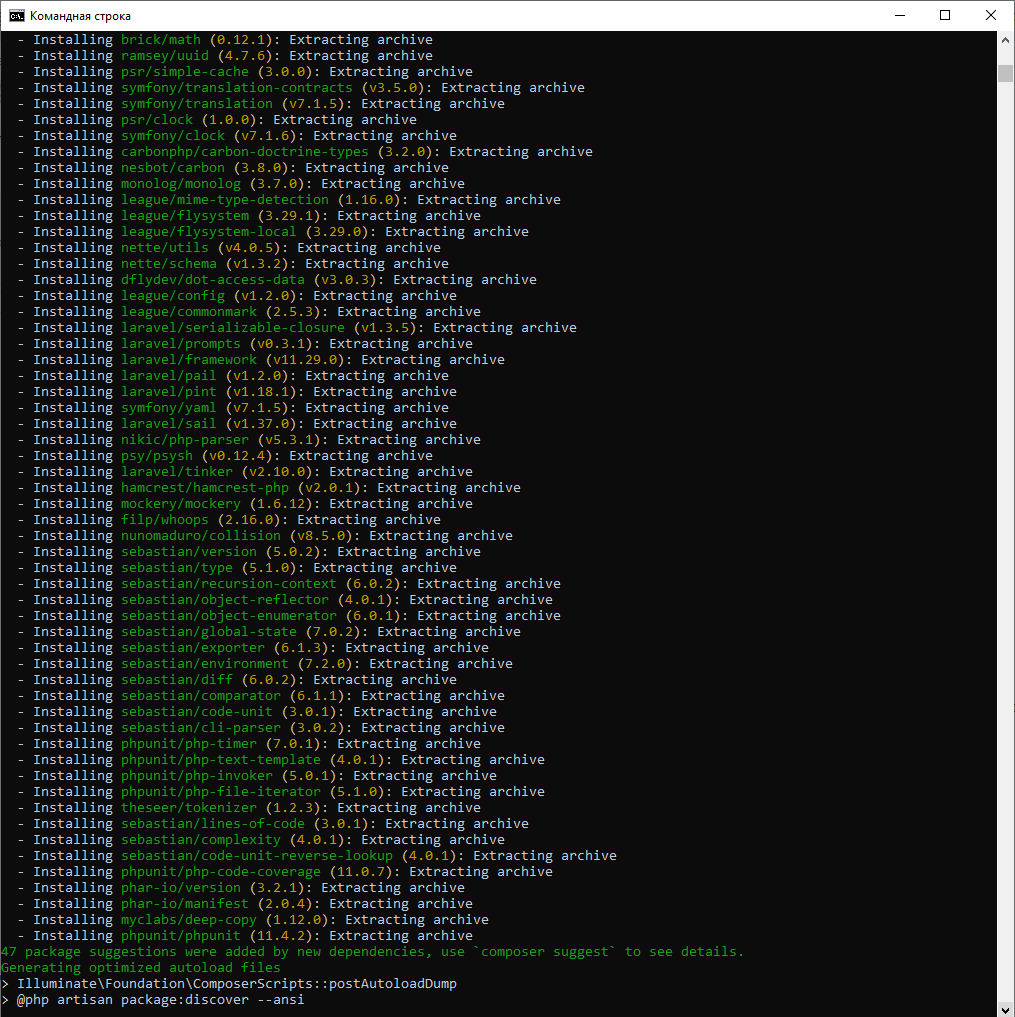 Командная строка
- Installing brick/math (0.12.1): Extracting archive
- Installing ramsey/uuid (4.7.6): Extracting archive
- Installing psr/simple-cache (3.0.0): Extracting archive
- Installing symfony/translation-contracts (v3.5.0): Extracting archive
- Installing symfony/translation (v7.1.5): Extracting archive
- Installing psr/clock (1.0.0): Extracting archive
- Installing symfony/clock (v7.1.6): Extracting archive
- Installing carbonphp/carbon-doctrine-types (3.2.0): Extracting archive
- Installing nesbot/carbon (3.8.0): Extracting archive
- Installing monolog/monolog (3.7.0): Extracting archive
- Installing league/mime-type-detection (1.16.0): Extracting archive
- Installing league/flysystem (3.29.1): Extracting archive
- Installing league/flysystem-local (3.29.0): Extracting archive
- Installing nette/utils (v4.0.5): Extracting archive
- Installing nette/schema (v1.3.2): Extracting archive
- Installing dflydev/dot-access-data (v3.0.3): Extracting archive
- Installing league/config (v1.2.0): Extracting archive
- Installing league/commonmark (2.5.3): Extracting archive
- Installing laravel/serializable-closure (v1.3.5): Extracting archive
- Installing laravel/prompts (v0.3.1): Extracting archive
- Installing laravel/framework (v11.29.0): Extracting archive
- Installing laravel/pail (v1.2.0): Extracting archive
- Installing laravel/pint (v1.18.1): Extracting archive
- Installing symfony/yaml (v7.1.5): Extracting archive
- Installing laravel/sail (v1.37.0): Extracting archive
- Installing nikic/php-parser (v5.3.1): Extracting archive
- Installing psy/psysh (v0.12.4): Extracting archive
- Installing laravel/tinker (v2.10.0): Extracting archive
- Installing hamcrest/hamcrest-php (v2.0.1): Extracting archive
- Installing mockery/mockery (1.6.12): Extracting archive
- Installing filp/whoops (2.16.0): Extracting archive
- Installing nunomaduro/collision (v8.5.0): Extracting archive
- Installing sebastian/version (5.0.2): Extracting archive
- Installing sebastian/type (5.1.0): Extracting archive
- Installing sebastian/recursion-context (6.0.2): Extracting archive
- Installing sebastian/object-reflector (4.0.1): Extracting archive
- Installing sebastian/object-enumerator (6.0.1): Extracting archive
- Installing sebastian/global-state (7.0.2): Extracting archive
- Installing sebastian/exporter (6.1.3): Extracting archive
- Installing sebastian/environment (7.2.0): Extracting archive
- Installing sebastian/diff (6.0.2): Extracting archive
- Installing sebastian/comparator (6.1.1): Extracting archive
- Installing sebastian/code-unit (3.0.1): Extracting archive
- Installing sebastian/cli-parser (3.0.2): Extracting archive
- Installing phpunit/php-timer (7.0.1): Extracting archive
- Installing phpunit/php-text-template (4.0.1): Extracting archive
- Installing phpunit/php-invoker (5.0.1): Extracting archive
- Installing phpunit/php-file-iterator (5.1.0): Extracting archive
- Installing theseer/tokenizer (1.2.3): Extracting archive
- Installing sebastian/lines-of-code (3.0.1): Extracting archive
- Installing sebastian/complexity (4.0.1): Extracting archive
- Installing sebastian/code-unit-reverse-lookup (4.0.1): Extracting archive
- Installing phpunit/php-code-coverage (11.0.7): Extracting archive
- Installing phar-io/version (3.2.1): Extracting archive
- Installing phar-io/manifest (2.0.4): Extracting archive
- Installing myclabs/deep-copy (1.12.0): Extracting archive
- Installing phpunit/phpunit (11.4.2): Extracting archive
47 package suggestions were added by new dependencies, use `composer suggest` to see details.
Generating optimized autoload files
> Illuminate\Foundation\ComposerScripts::postAutoloadDump
> @php artisan package:discover --ansi